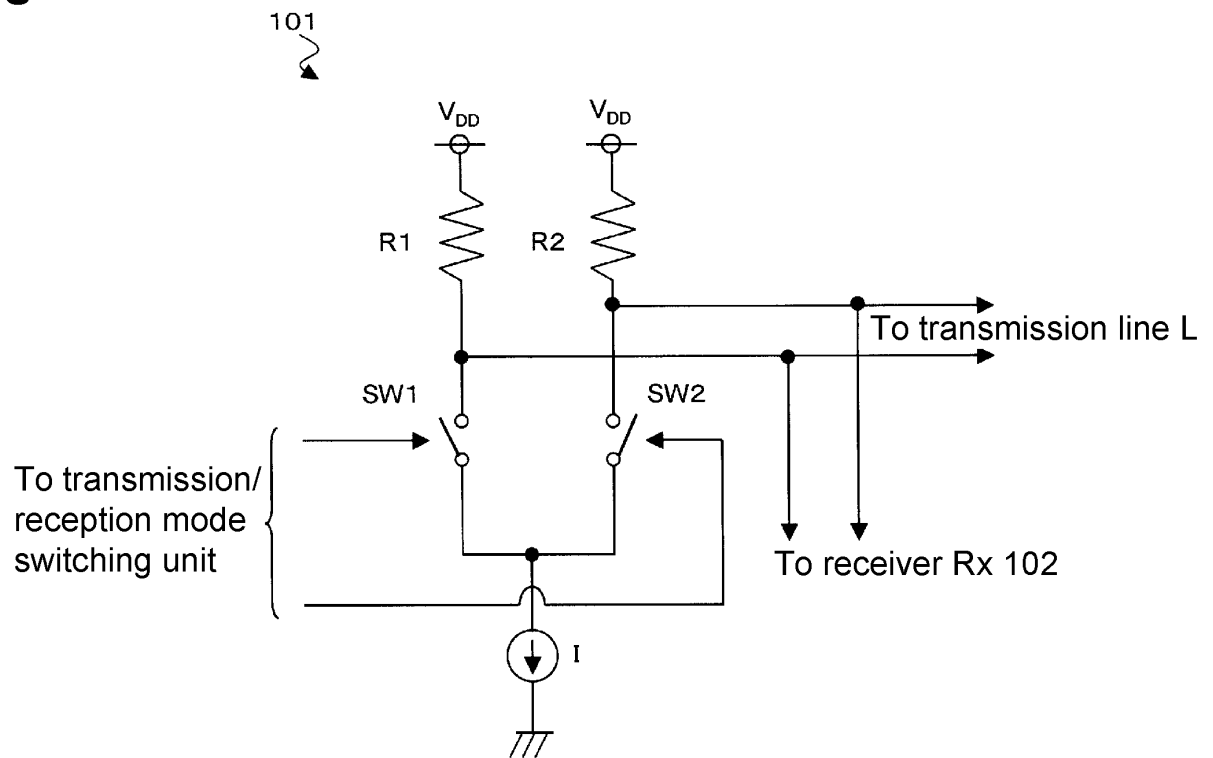 101
VDD
VDD
R1
R2
To transmission line L
SW1
SW2
To transmission/
reception mode
switching unit
To receiver Rx 102
I